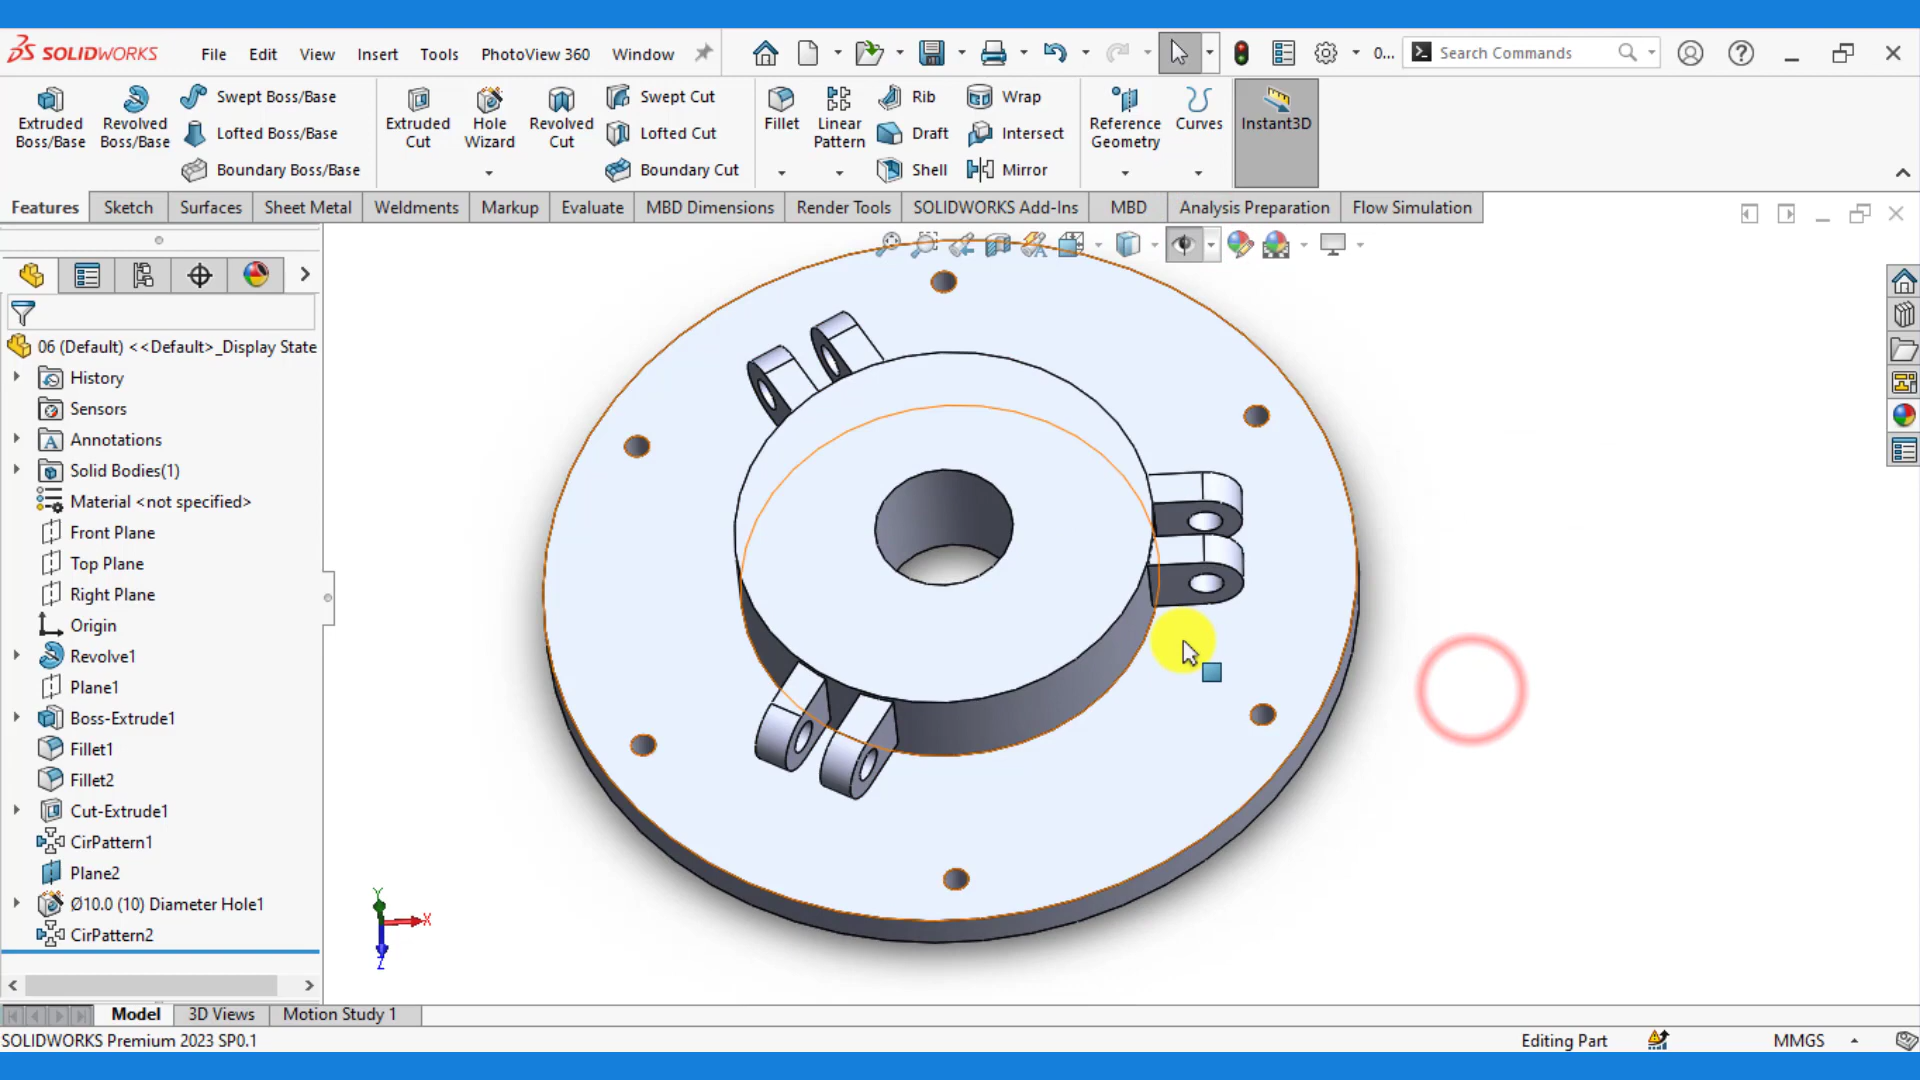 SOLIDWORKS File Edit View Insert Tools PhotoView 360 Window 0... Search Commands
Extruded Boss/Base
Revolved Boss/Base
Swept Boss/Base
Lofted Boss/Base
Boundary Boss/Base
Extruded Cut
Hole Wizard
Revolved Cut
Swept Cut
Lofted Cut
Boundary Cut
Fillet
Linear Pattern
Rib
Draft
Shell
Wrap
Intersect
Mirror
Reference Geometry
Curves
Instant3D
Features Sketch Surfaces Sheet Metal Weldments Markup Evaluate MBD Dimensions Render Tools SOLIDWORKS Add-Ins MBD Analysis Preparation Flow Simulation
06 (Default) <<Default>_Display State
History
Sensors
Annotations
Solid Bodies(1)
Material <not specified>
Front Plane
Top Plane
Right Plane
Origin
Revolve1
Plane1
Boss-Extrude1
Fillet1
Fillet2
Cut-Extrude1
CirPattern1
Plane2
Ø10.0 (10) Diameter Hole1
CirPattern2
Y
X
Z
Model 3D Views Motion Study 1
SOLIDWORKS Premium 2023 SP0.1 Editing Part MMGS